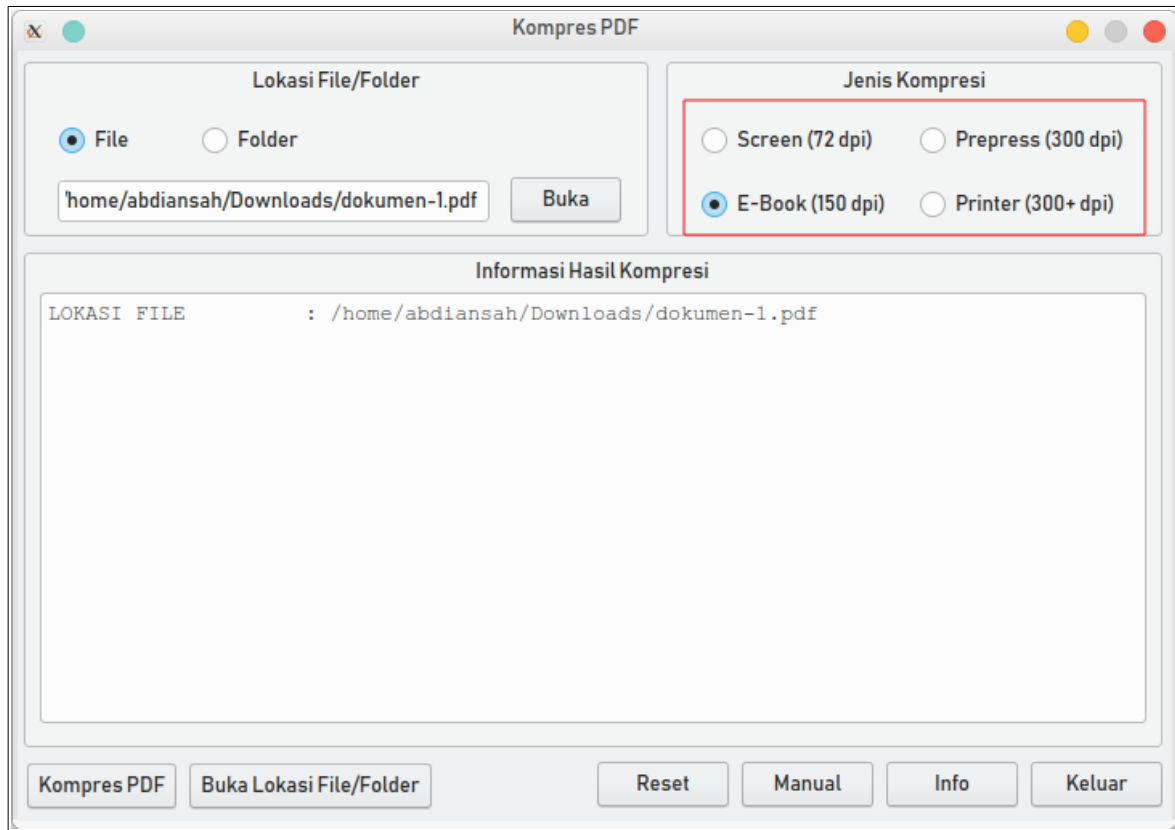 Kompres PDF
Lokasi File/Folder
File Folder
'home/abdiansah/Downloads/dokumen-1.pdf Buka
Jenis Kompresi
Screen (72 dpi) Prepress (300 dpi)
E-Book (150 dpi) Printer (300+ dpi)
Informasi Hasil Kompresi
LOKASI FILE : /home/abdiansah/Downloads/dokumen-1.pdf
Kompres PDF Buka Lokasi File/Folder Reset Manual Info Keluar